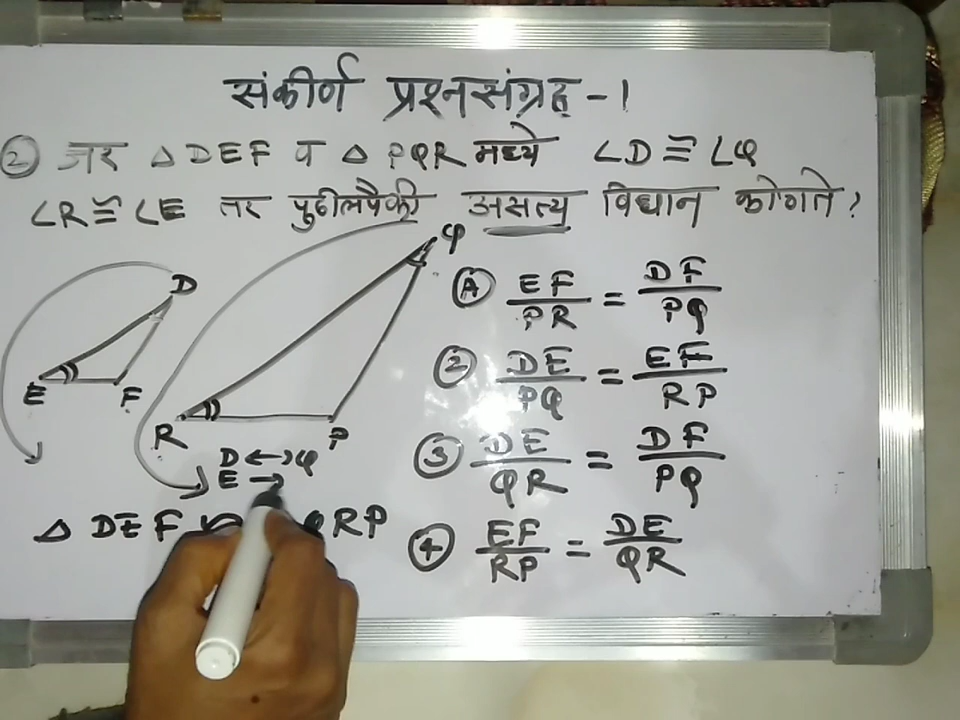 संकीर्ण प्रश्नसंग्रह - 1
② जर △ DEF व △ PQR मध्ये ∠D ≅ ∠Q
∠R ≅ ∠E तर पुढीलपैकी असत्य विधान कोणते?
D
E F
Q
R P
D ↔ Q
E →
△ DEF ~ QRP
Ⓐ EF/PR = DF/PQ
② DE/PQ = EF/RP
③ DE/QR = DF/PQ
④ EF/RP = DE/QR